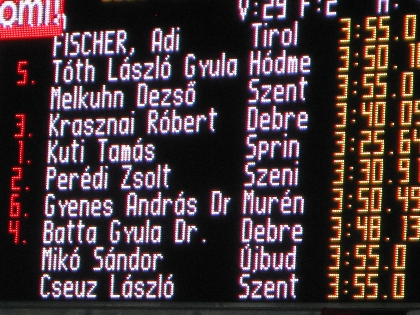 omi!
V:29 F:2 H:
FISCHER, Adi Tirol 3:55.0
5. Tóth László Gyula Hódme 3:50.1
Melkuhn Dezső Szent 3:55.0
3. Krasznai Róbert Debre 3:40.0
1. Kuti Tamás Sprin 3:25.64
2. Perédi Zsolt Szeni 3:30.9
6. Gyenes András Dr Murén 3:50.4
4. Batta Gyula Dr. Debre 3:48.13
Mikó Sándor Újbud 3:55.0
Cseuz László Szent 3:55.0